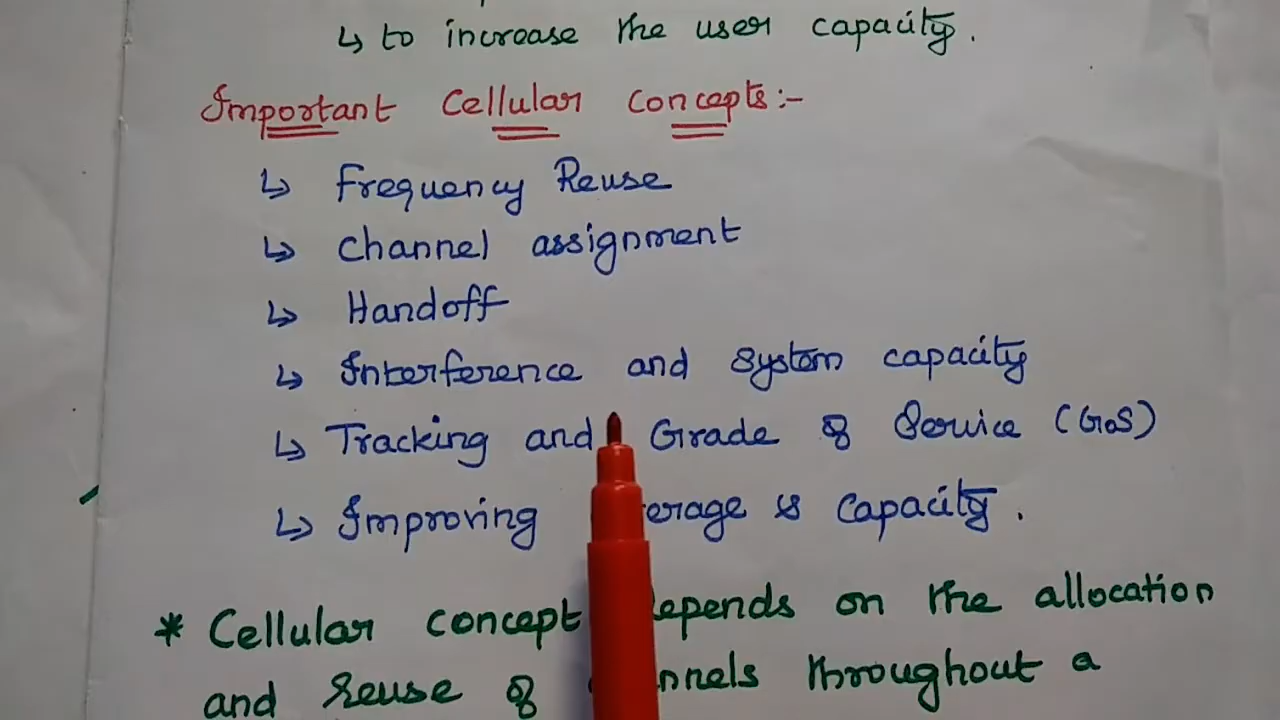 ↳ to increase the user capacity.
Important Cellular Concepts:-
↳ Frequency Reuse
↳ Channel assignment
↳ Handoff
↳ Interference and system capacity
↳ Tracking and Grade of Service (GoS)
↳ Improving erage & capacity.
* Cellular concept depends on the allocation
and reuse of nnels throughout a